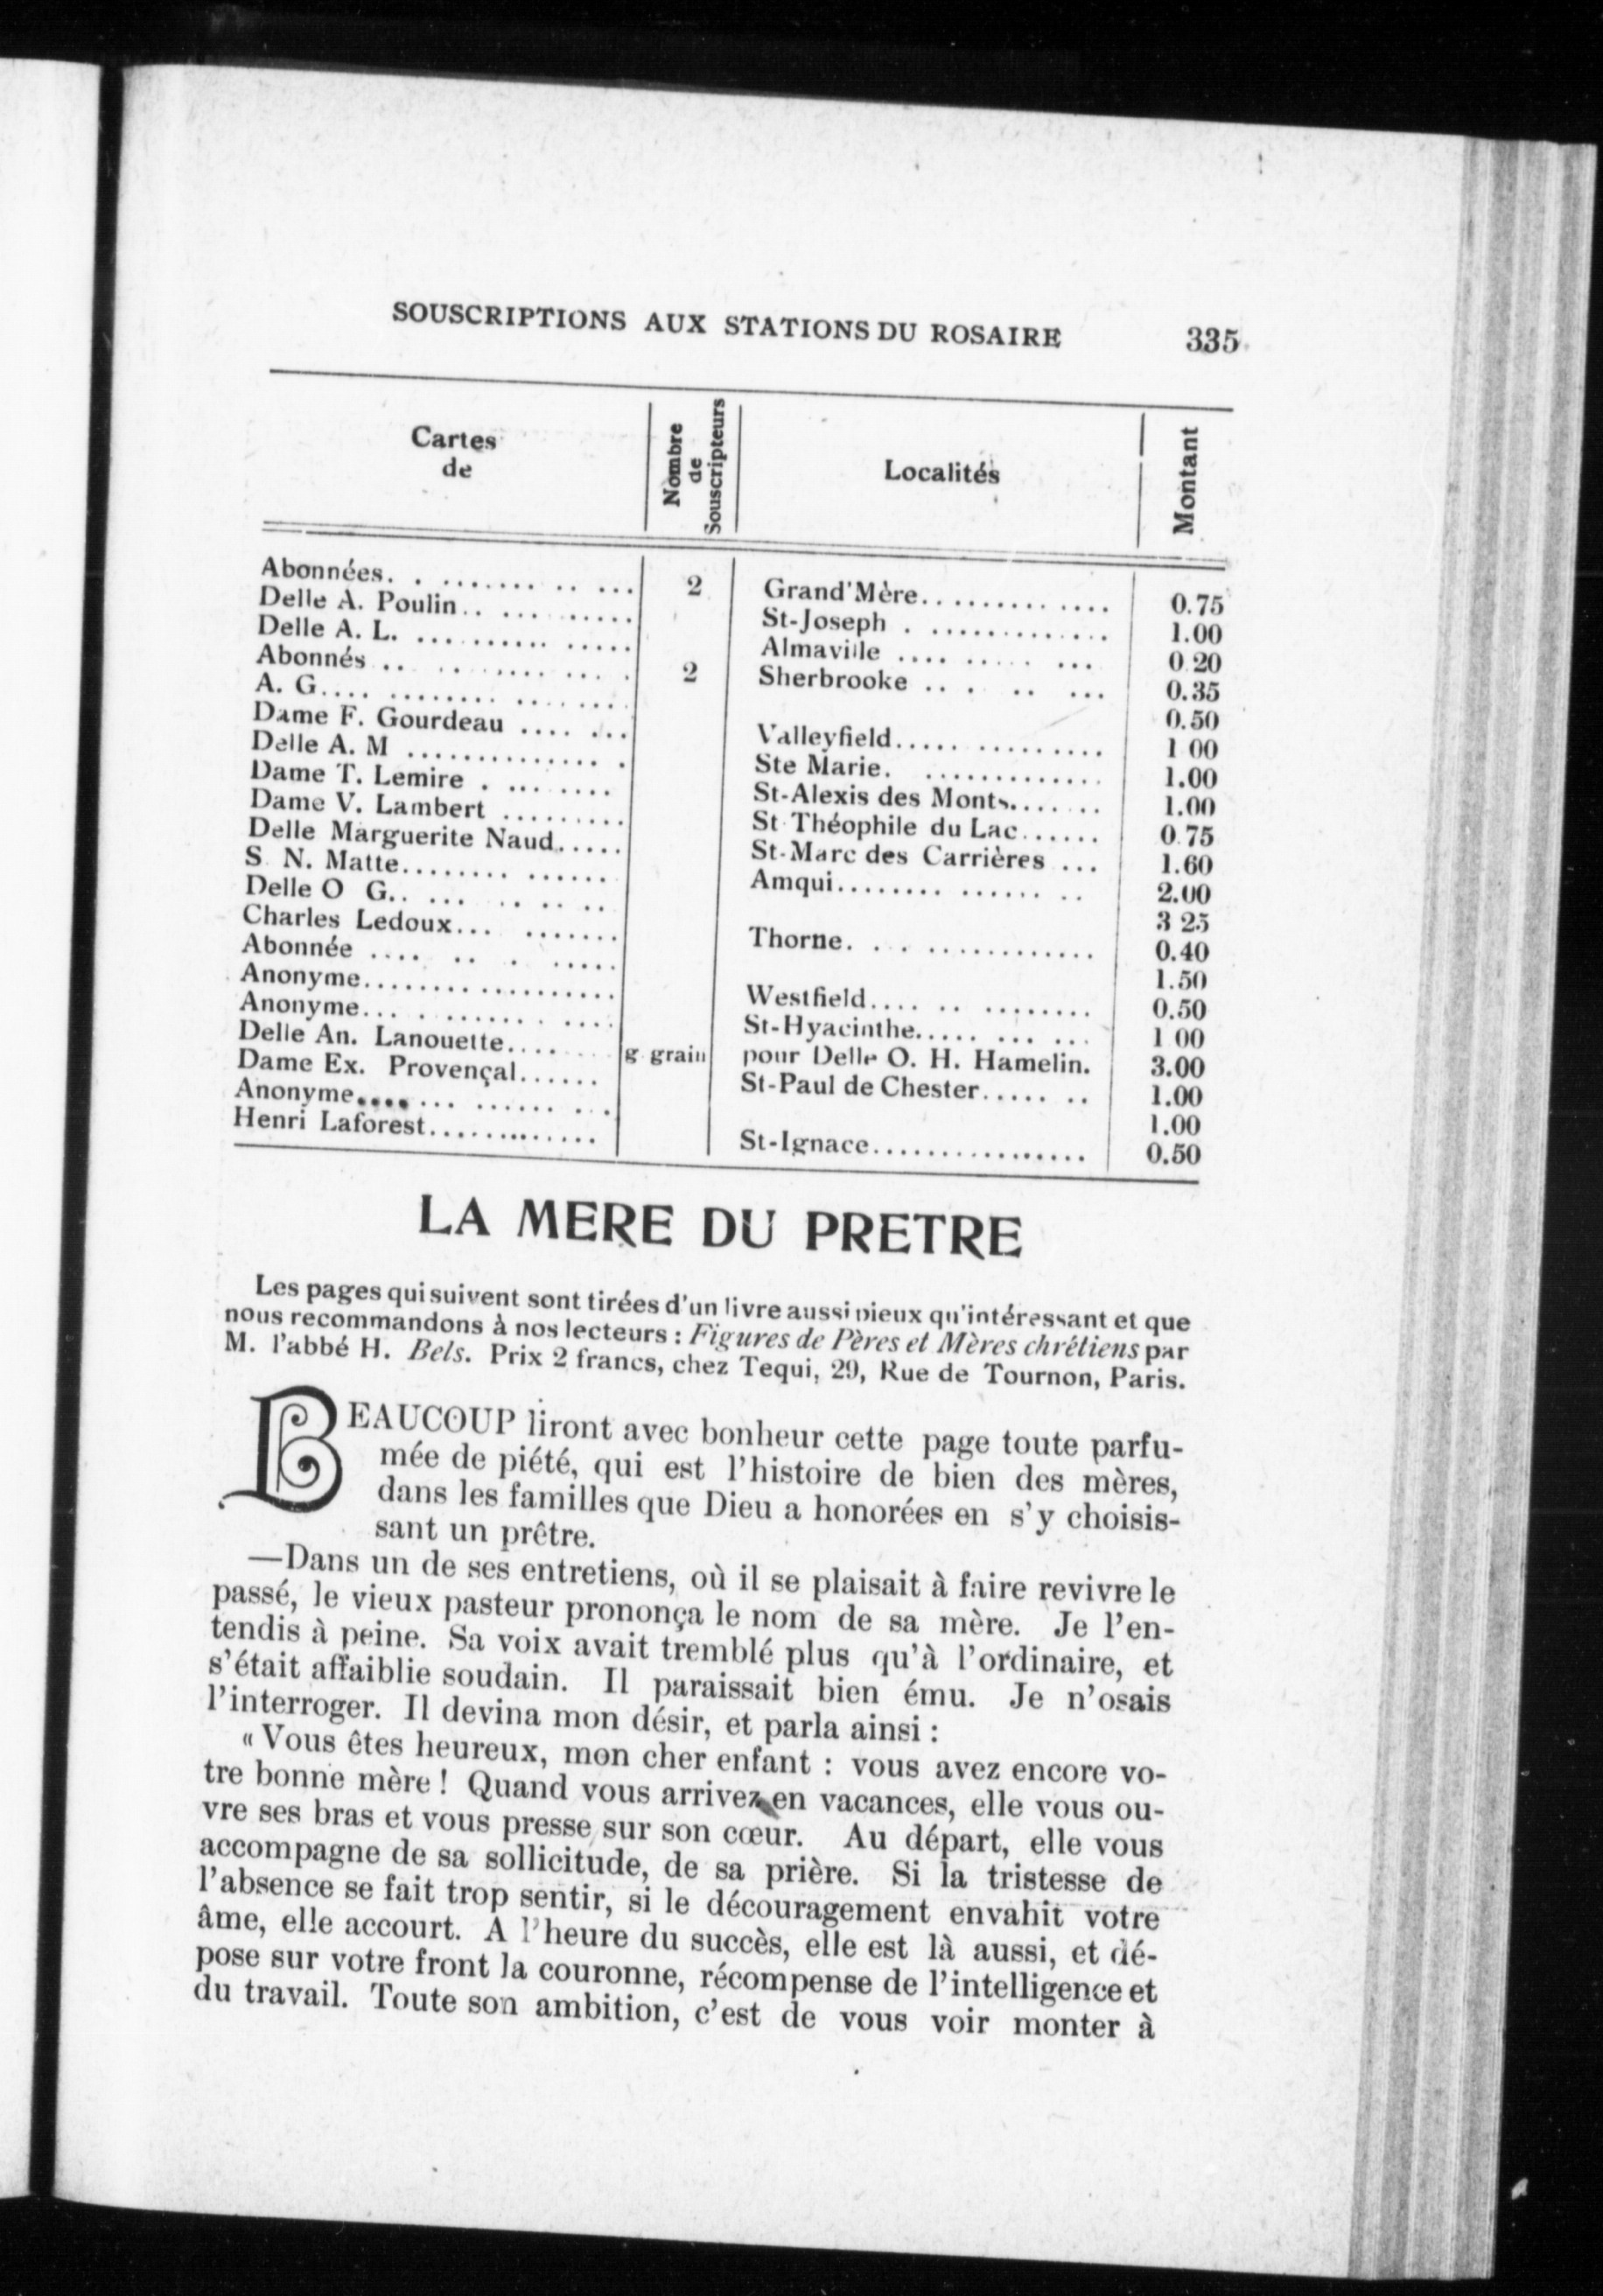 SOUSCRIPTIONS AUX STATIONS DU ROSAIRE 335
Cartes de | Nombre de Souscripteurs | Localités | Montant
Abonnées. . ........ .. ... 2 Grand'Mère.............. 0.75
Delle A. Poulin.. .......... St-Joseph . ............. 1.00
Delle A. L. .......... ..... Almaville .... ..... ... 0 20
Abonnés .. .. ..... ... . 2 Sherbrooke .. . .. ... 0.35
A. G.... ........ ........ 0.50
Dame F. Gourdeau .... ... Valleyfield..... .......... 1 00
Delle A. M .............. . Ste Marie. ............. 1.00
Dame T. Lemire . ... ..... St-Alexis des Monts....... 1.00
Dame V. Lambert ......... St Théophile du Lac...... 0 75
Delle Marguerite Naud..... St-Marc des Carrières ... 1.60
S. N. Matte........ ...... Amqui........ ...... .. 2.00
Delle O G.. ... .. .. .. 3 25
Charles Ledoux... ....... Thorne. . . ............ 0.40
Abonnée .... .. . ..... 1.50
Anonyme.................. Westfield.... .. ........ 0.50
Anonyme... ......... .... St-Hyacinthe..... ... ... 1 00
Delle An. Lanouette....... g. grain pour Delle O. H. Hamelin. 3.00
Dame Ex. Provençal...... St-Paul de Chester..... .. 1.00
Anonyme.... ... ...... ... 1.00
Henri Laforest............ St-Ignace................ 0.50
LA MERE DU PRETRE
Les pages qui suivent sont tirées d'un livre aussi pieux qu'intéressant et que
nous recommandons à nos lecteurs : Figures de Pères et Mères chrétiens par
M. l'abbé H. Bels. Prix 2 francs, chez Tequi, 29, Rue de Tournon, Paris.
BEAUCOUP liront avec bonheur cette page toute parfu-
mée de piété, qui est l'histoire de bien des mères,
dans les familles que Dieu a honorées en s'y choisis-
sant un prêtre.
—Dans un de ses entretiens, où il se plaisait à faire revivre le
passé, le vieux pasteur prononça le nom de sa mère. Je l'en-
tendis à peine. Sa voix avait tremblé plus qu'à l'ordinaire, et
s'était affaiblie soudain. Il paraissait bien ému. Je n'osais
l'interroger. Il devina mon désir, et parla ainsi :
« Vous êtes heureux, mon cher enfant : vous avez encore vo-
tre bonne mère ! Quand vous arrivez en vacances, elle vous ou-
vre ses bras et vous presse sur son cœur. Au départ, elle vous
accompagne de sa sollicitude, de sa prière. Si la tristesse de
l'absence se fait trop sentir, si le découragement envahit votre
âme, elle accourt. A l'heure du succès, elle est là aussi, et dé-
pose sur votre front la couronne, récompense de l'intelligence et
du travail. Toute son ambition, c'est de vous voir monter à